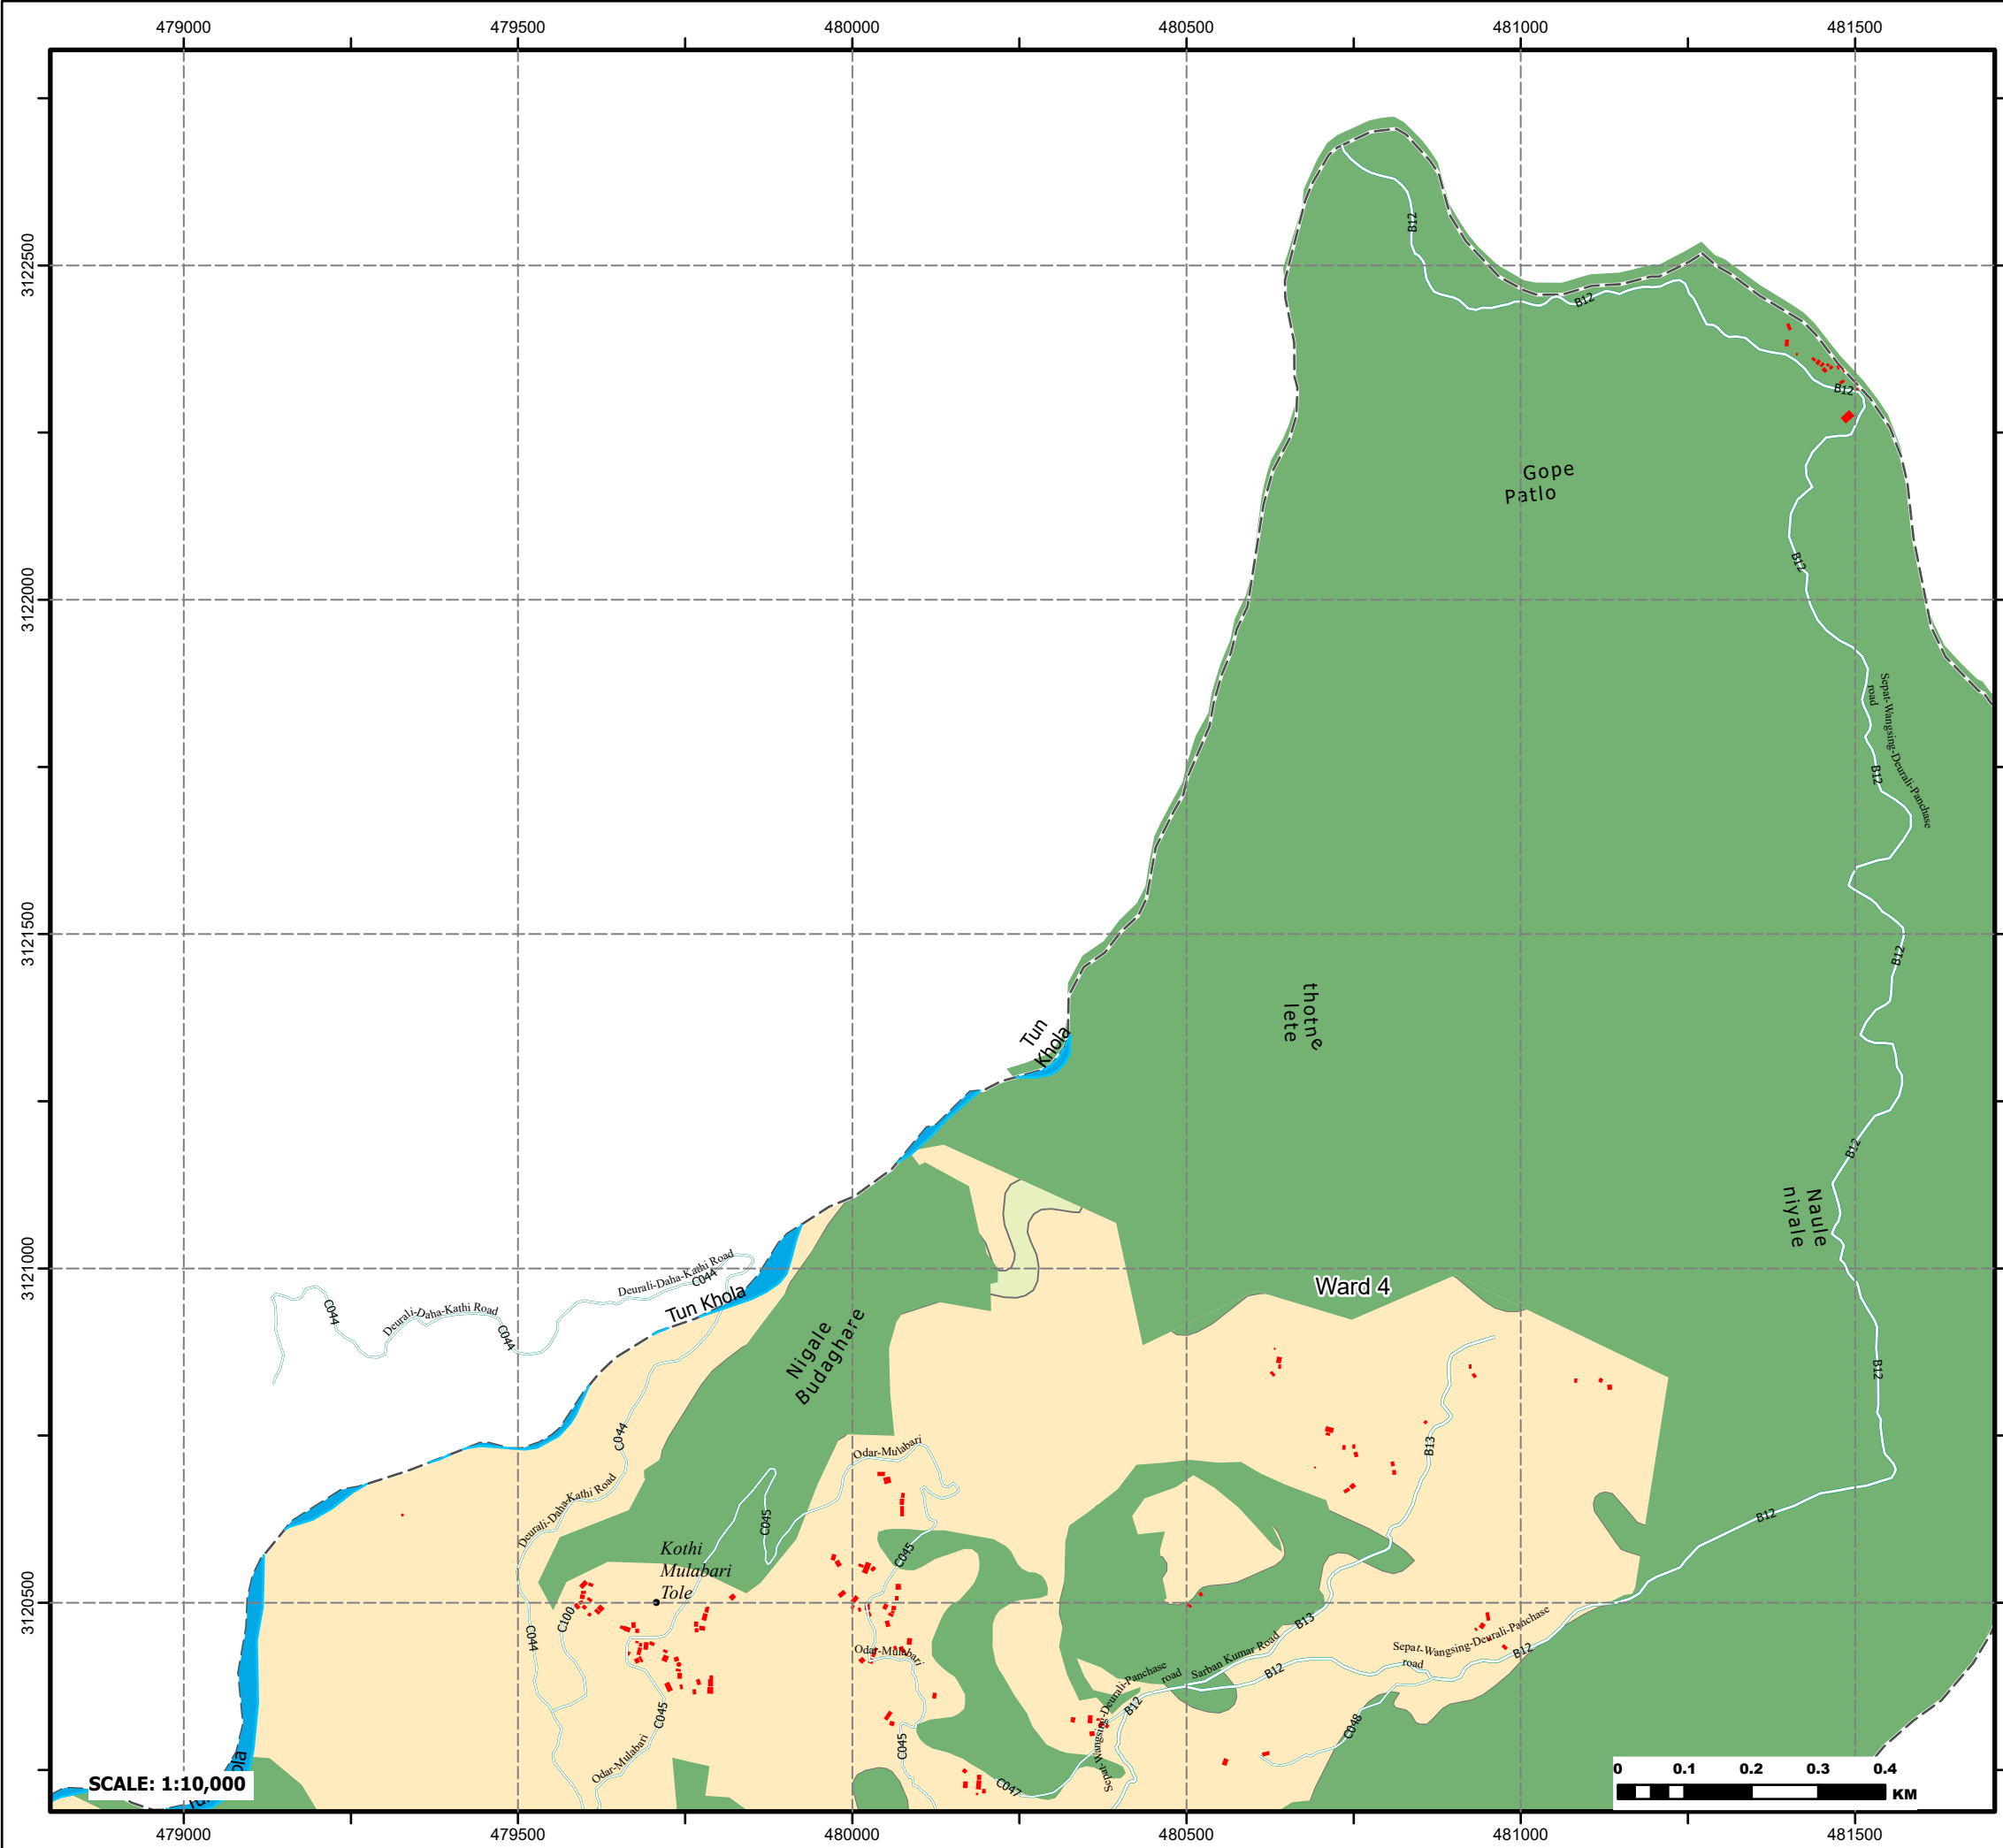 479000 479500 480000 480500 481000 481500
3122500
3122000
3121500
3121000
3120500
B12
B12
B12
Gope
Patlo
B12
Sepat-Wangsing-Deurali-Panchase
road
B12
B12
thotne
lete
Tun
Khola
B12
Naule
niyale
Deurali-Daha-Kathi Road
C044
C044
Deurali-Daha-Kathi Road
C044
Tun Khola
Ward 4
Nigale
Budaghare
B12
C044
Odar-Mulabari
B13
Deurali-Daha-Kathi Road
C045
B12
Kothi
Mulabari
Tole
C045
C100
C044
Odar-Mulabari
B13
Sarban Kumar Road
Sepat-Wangsing-Deurali-Panchase
road
B12
B12
Sepat-Wangsing-Deurali-Panchase
road
B12
C045
C045
Odar-Mulabari
C048
C047
SCALE: 1:10,000
0 0.1 0.2 0.3 0.4
KM
479000 479500 480000 480500 481000 481500